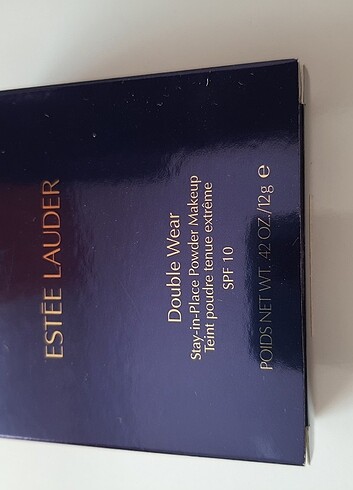 ESTĒE LAUDER
Double Wear
Stay-in-Place Powder Makeup
Teint poudre tenue extrême
SPF 10
POIDS NET WT. .42 OZ./12g ℮